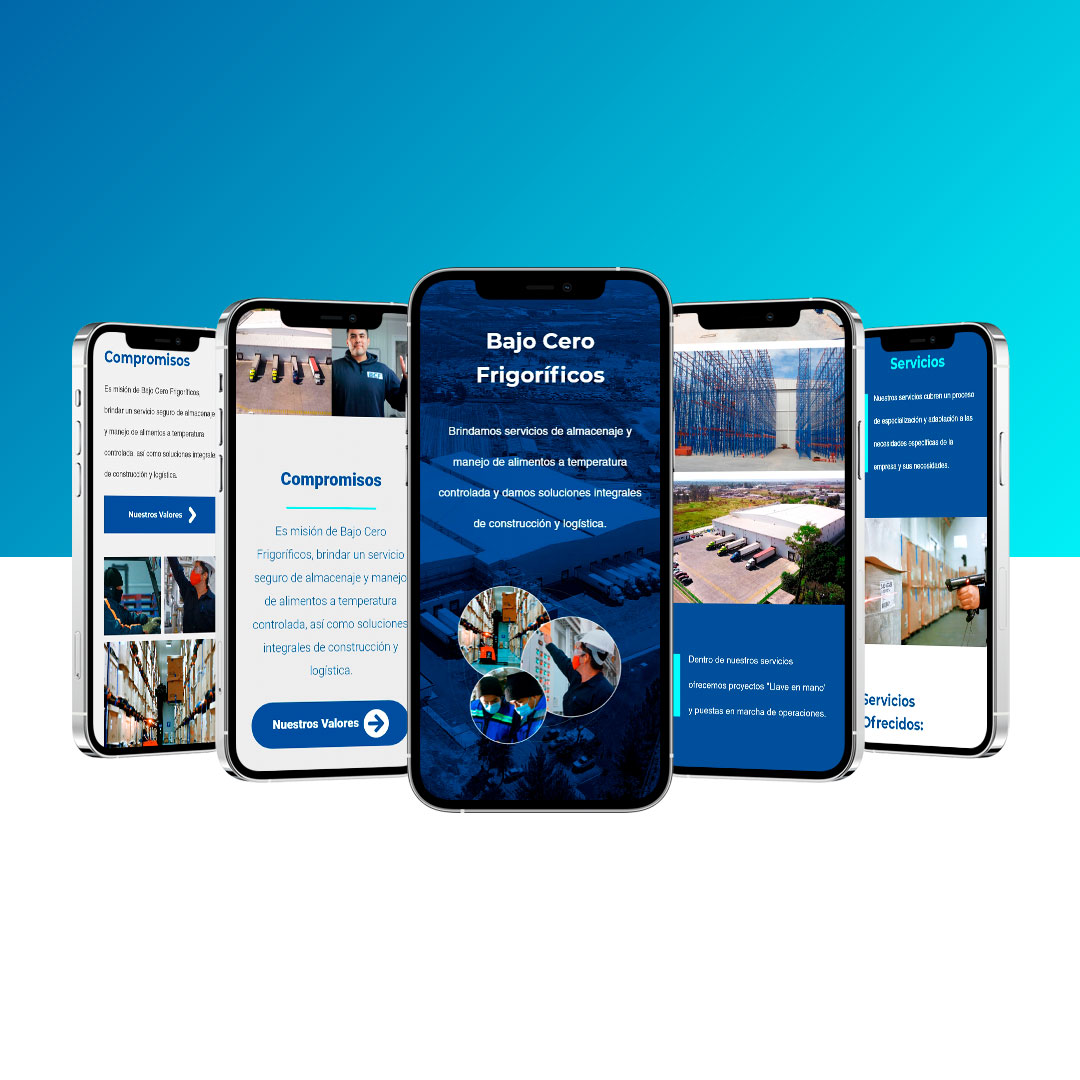 Compromisos
Es misión de Bajo Cero Frigoríficos,
brindar un servicio seguro de almacenaje
y manejo de alimentos a temperatura
controlada, así como soluciones integrales
de construcción y logística.
Nuestros Valores
BCF
Compromisos
Es misión de Bajo Cero
Frigoríficos, brindar un servicio
seguro de almacenaje y manejo
de alimentos a temperatura
controlada, así como soluciones
integrales de construcción y
logística.
Nuestros Valores
Bajo Cero
Frigoríficos
Brindamos servicios de almacenaje y
manejo de alimentos a temperatura
controlada y damos soluciones integrales
de construcción y logística.
Dentro de nuestros servicios
ofrecemos proyectos "Llave en mano"
y puestas en marcha de operaciones.
Servicios
Nuestros servicios cubren un proceso
de especialización y adaptación a las
necesidades específicas de la
empresa y sus necesidades.
Servicios
Ofrecidos: